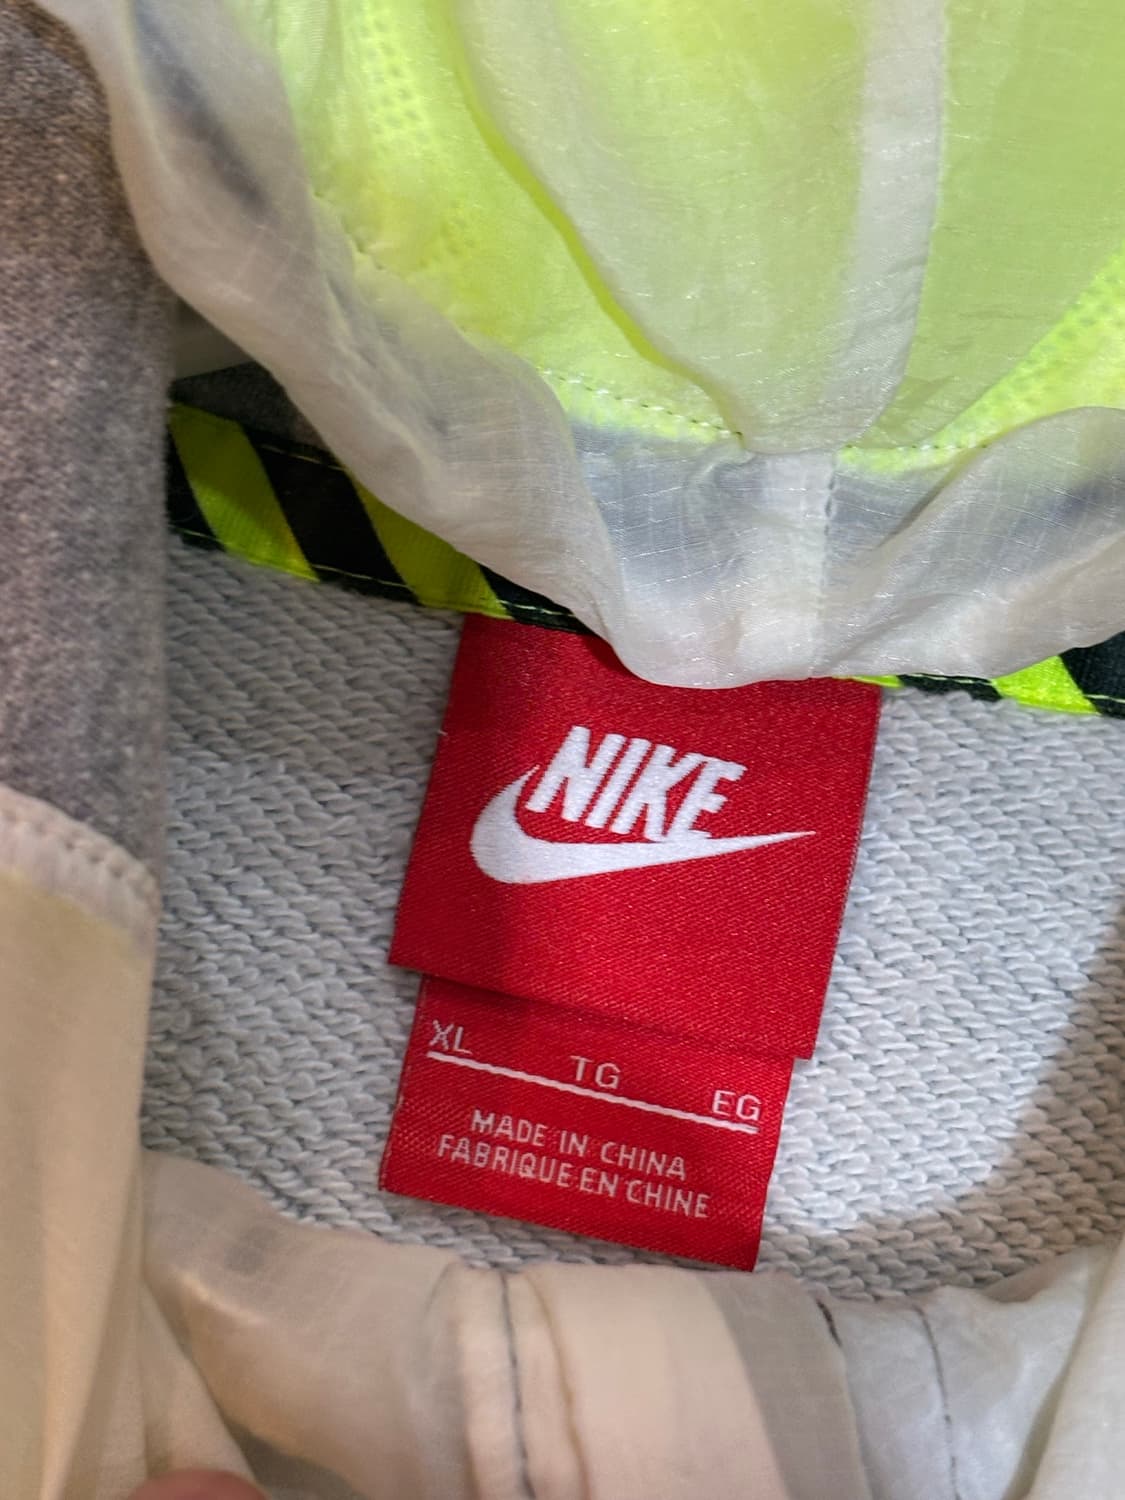 NIKE
XL TG EG
MADE IN CHINA
FABRIQUE EN CHINE